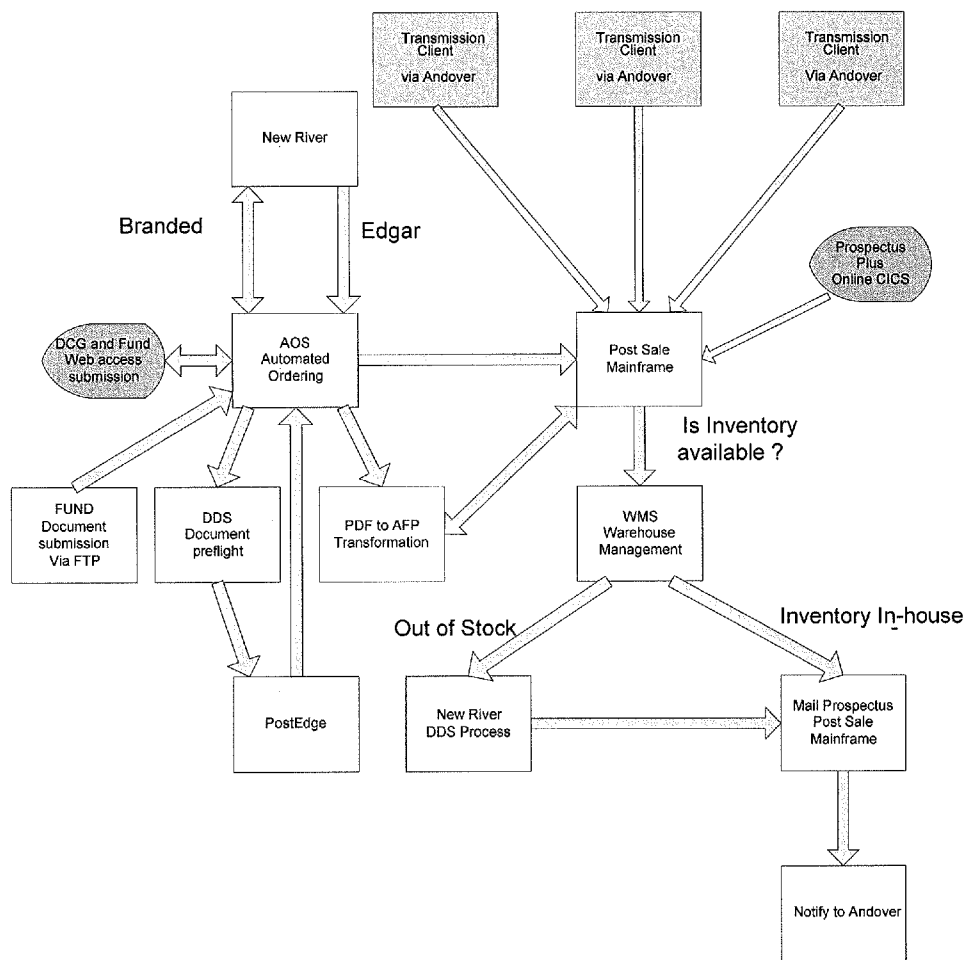 Transmission
Client
via Andover
Transmission
Client
via Andover
Transmission
Client
Via Andover
New River
Branded
Edgar
Prospectus
Plus
Online CICS
DCG and Fund
Web access
submission
AOS
Automated
Ordering
Post Sale
Mainframe
Is Inventory
available ?
FUND
Document
submission
Via FTP
DDS
Document
preflight
PDF to AFP
Transformation
WMS
Warehouse
Management
Out of Stock
Inventory In-house
PostEdge
New River
DDS Process
Mail Prospectus
Post Sale
Mainframe
Notify to Andover